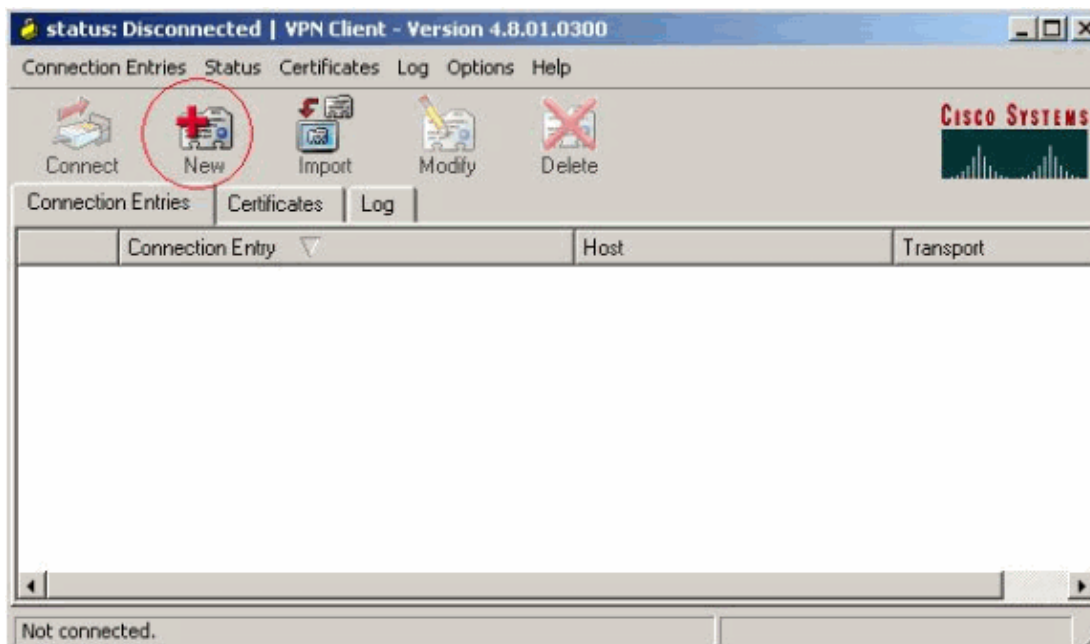 status: Disconnected | VPN Client - Version 4.8.01.0300
Connection Entries Status Certificates Log Options Help
Connect New Import Modify Delete
CISCO SYSTEMS
Connection Entries Certificates Log
Connection Entry Host Transport
Not connected.